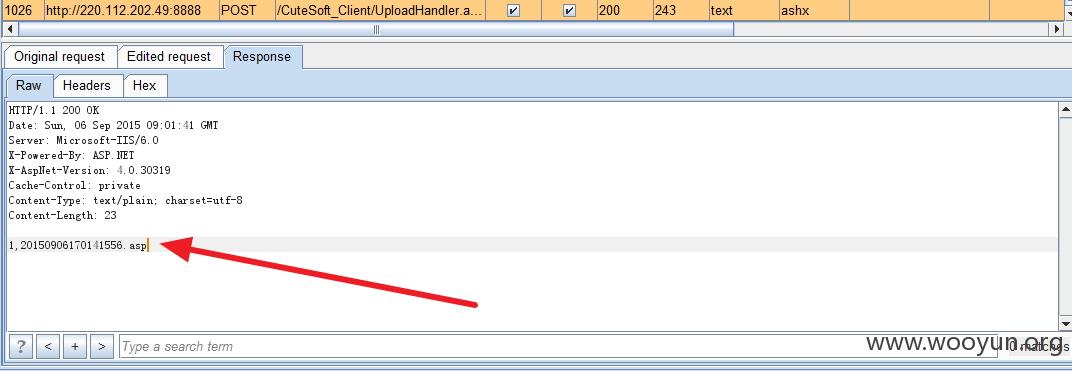 1026 http://220.112.202.49:8888 POST /CuteSoft_Client/UploadHandler.a... 200 243 text ashx
Original request Edited request Response
Raw Headers Hex
HTTP/1.1 200 OK
Date: Sun, 06 Sep 2015 09:01:41 GMT
Server: Microsoft-IIS/6.0
X-Powered-By: ASP.NET
X-AspNet-Version: 4.0.30319
Cache-Control: private
Content-Type: text/plain; charset=utf-8
Content-Length: 23
1,20150906170141556.asp
? < + > Type a search term 0 matches
www.wooyun.org